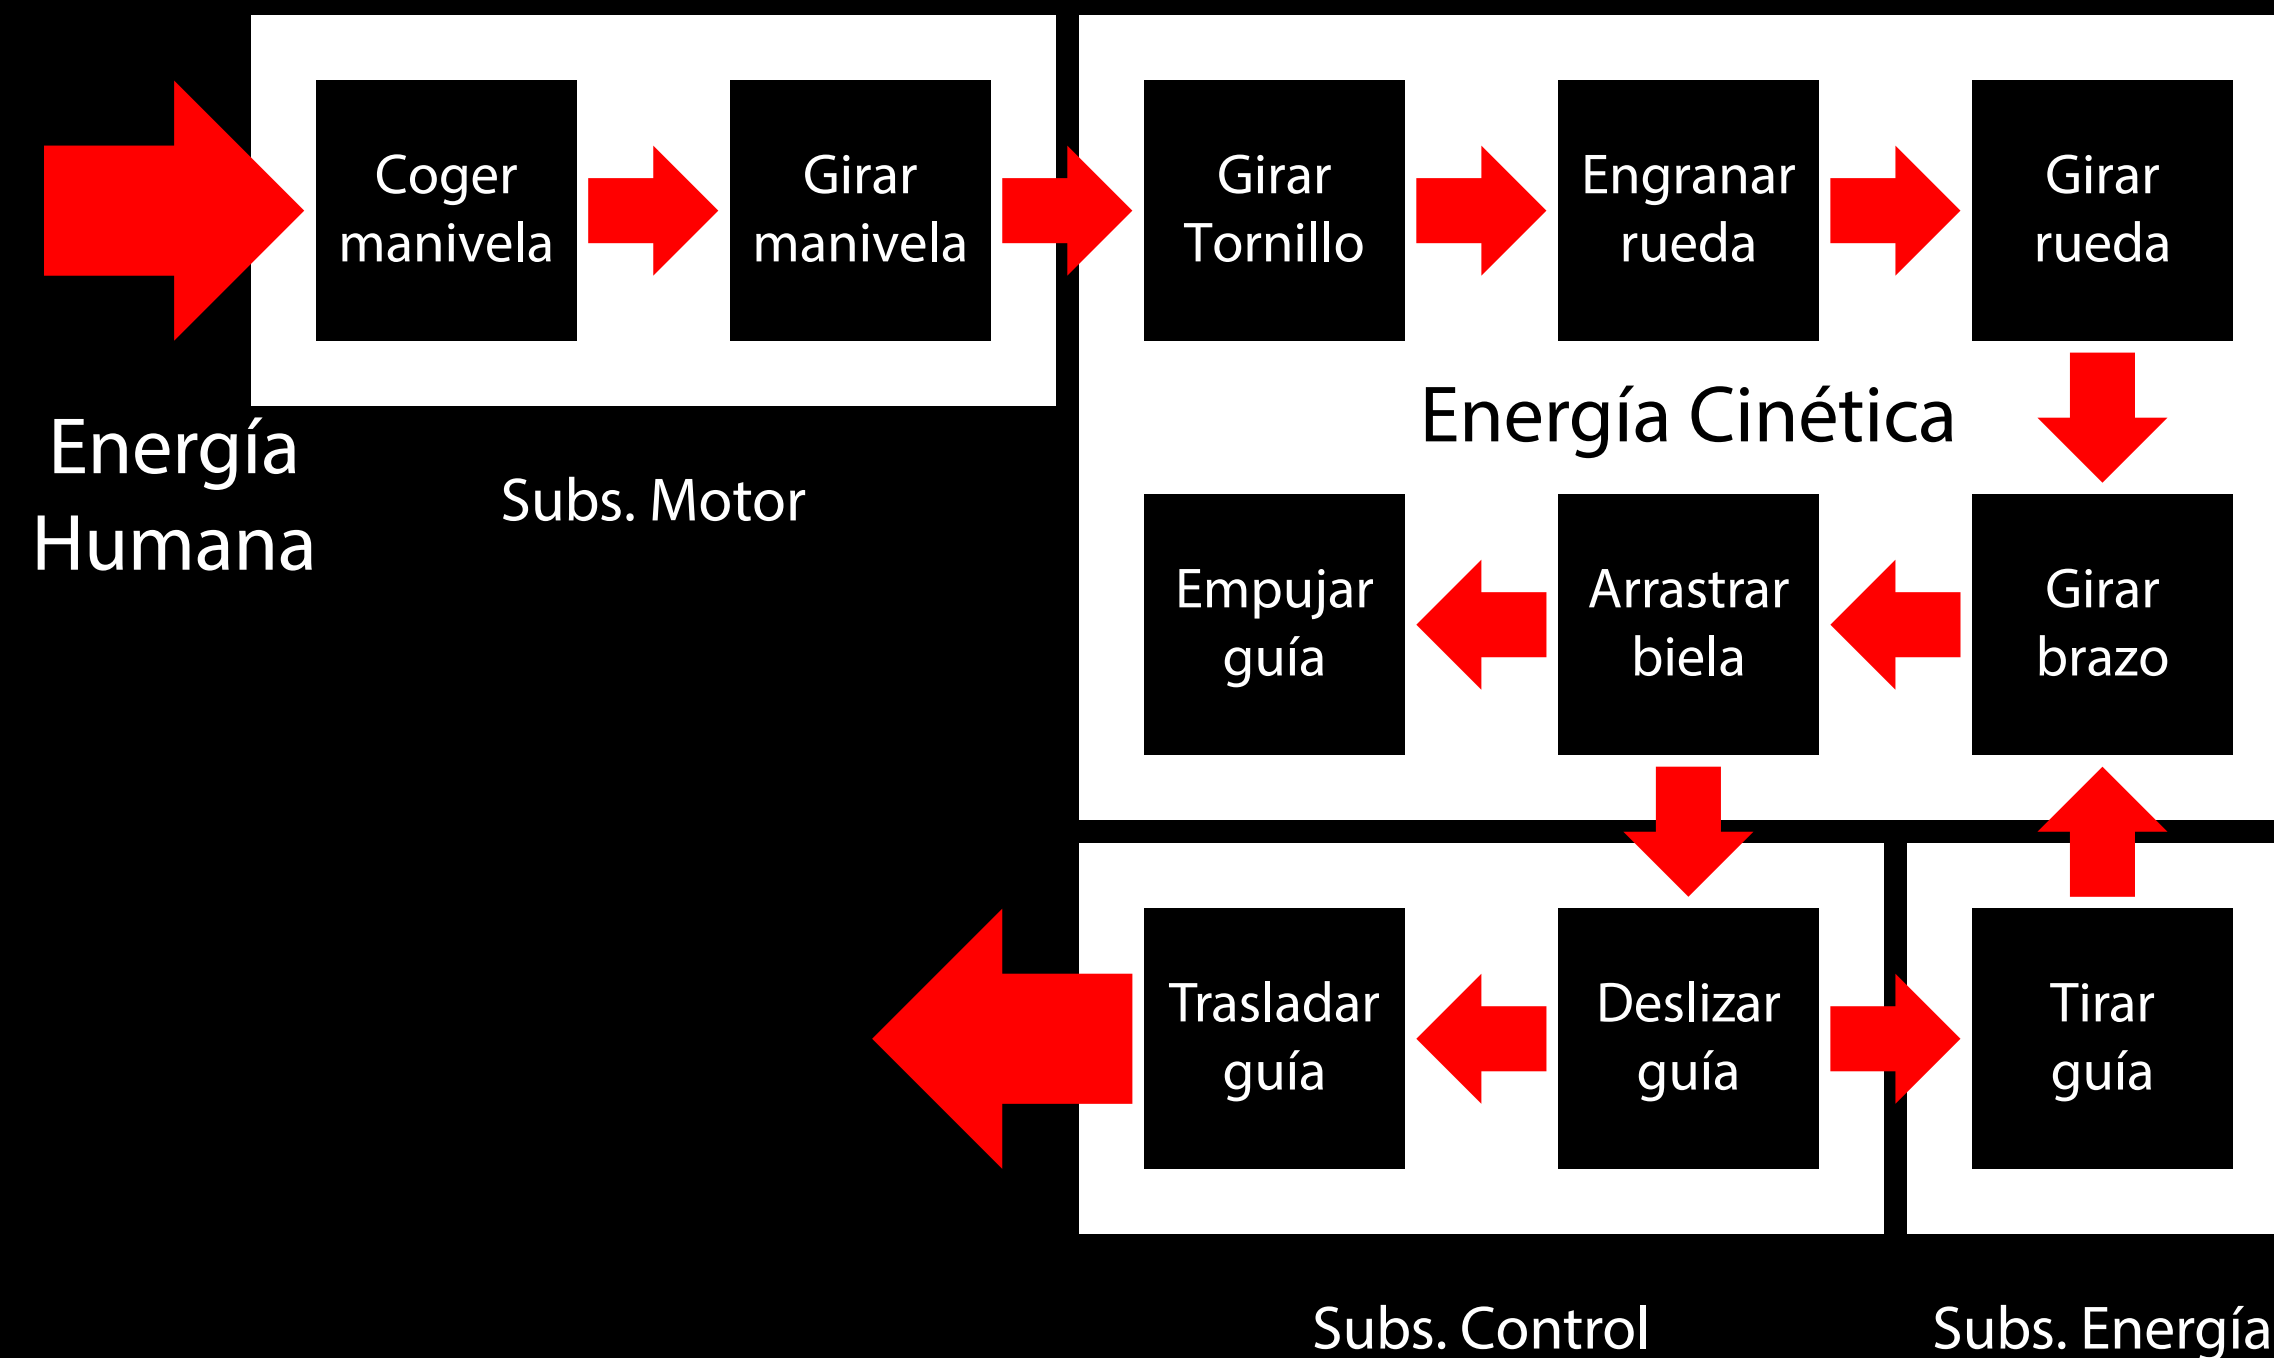 Coger
manivela
Girar
manivela
Girar
Tornillo
Engranar
rueda
Girar
rueda
Energía Cinética
Energía
Humana
Subs. Motor
Empujar
guía
Arrastrar
biela
Girar
brazo
Trasladar
guía
Deslizar
guía
Tirar
guía
Subs. Control
Subs. Energía